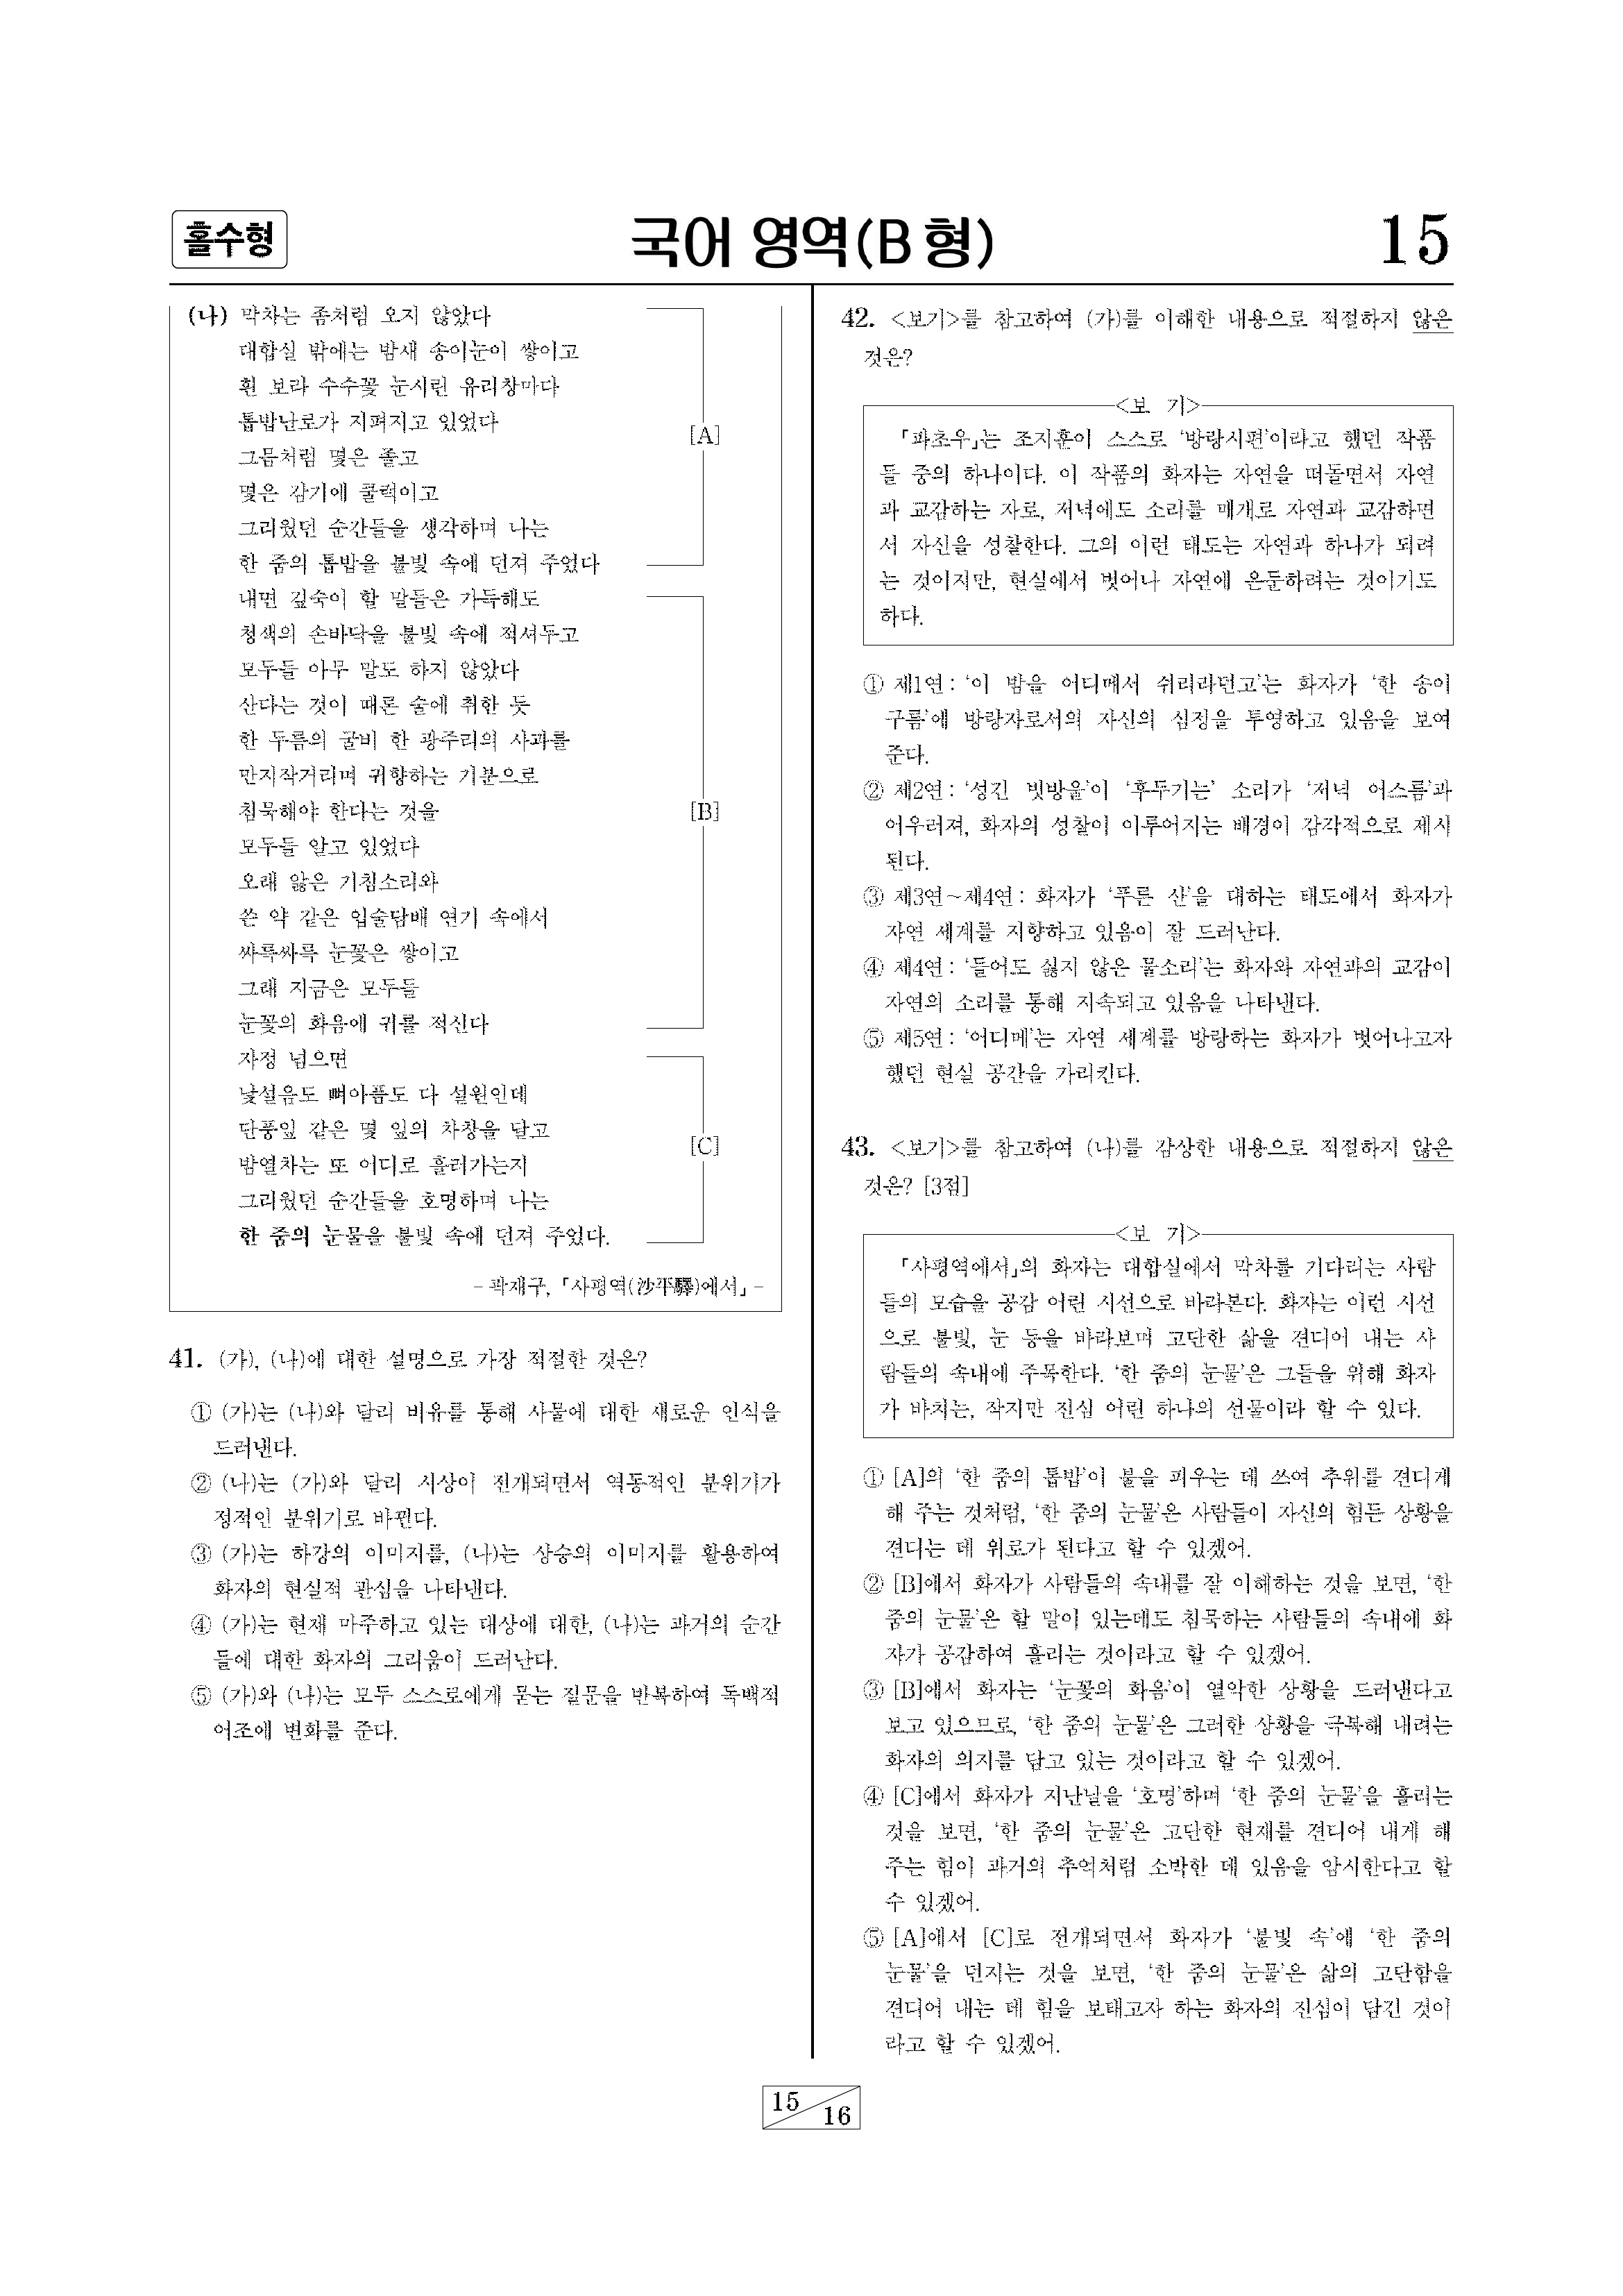 홀수형
국어 영역(B 형)
15
(나) 막차는 좀처럼 오지 않았다
대합실 밖에는 밤새 송이눈이 쌓이고
흰 보라 수수꽃 눈시린 유리창마다
톱밥난로가 지펴지고 있었다
그믐처럼 몇은 졸고
몇은 감기에 쿨럭이고
그리웠던 순간들을 생각하며 나는
한 줌의 톱밥을 불빛 속에 던져 주었다
[A]
내면 깊숙이 할 말들은 가득해도
청색의 손바닥을 불빛 속에 적셔두고
모두들 아무 말도 하지 않았다
산다는 것이 때론 술에 취한 듯
한 두름의 굴비 한 광주리의 사과를
만지작거리며 귀향하는 기분으로
침묵해야 한다는 것을
모두들 알고 있었다
오래 앓은 기침소리와
쓴 약 같은 입술담배 연기 속에서
싸륵싸륵 눈꽃은 쌓이고
그래 지금은 모두들
눈꽃의 화음에 귀를 적신다
[B]
자정 넘으면
낯설음도 뼈아픔도 다 설원인데
단풍잎 같은 몇 잎의 차창을 달고
밤열차는 또 어디로 흘러가는지
그리웠던 순간들을 호명하며 나는
한 줌의 눈물을 불빛 속에 던져 주었다.
[C]
- 곽재구, 「사평역(沙平驛)에서」 -
41. (가), (나)에 대한 설명으로 가장 적절한 것은?
① (가)는 (나)와 달리 비유를 통해 사물에 대한 새로운 인식을
드러낸다.
② (나)는 (가)와 달리 시상이 전개되면서 역동적인 분위기가
정적인 분위기로 바뀐다.
③ (가)는 하강의 이미지를, (나)는 상승의 이미지를 활용하여
화자의 현실적 관심을 나타낸다.
④ (가)는 현재 마주하고 있는 대상에 대한, (나)는 과거의 순간
들에 대한 화자의 그리움이 드러난다.
⑤ (가)와 (나)는 모두 스스로에게 묻는 질문을 반복하여 독백적
어조에 변화를 준다.
42. <보기>를 참고하여 (가)를 이해한 내용으로 적절하지 않은
것은?
<보 기>
「파초우」는 조지훈이 스스로 ‘방랑시편’이라고 했던 작품
들 중의 하나이다. 이 작품의 화자는 자연을 떠돌면서 자연
과 교감하는 자로, 저녁에도 소리를 매개로 자연과 교감하면
서 자신을 성찰한다. 그의 이런 태도는 자연과 하나가 되려
는 것이지만, 현실에서 벗어나 자연에 은둔하려는 것이기도
하다.
① 제1연 : ‘이 밤을 어디메서 쉬리라던고’는 화자가 ‘한 송이
구름’에 방랑자로서의 자신의 심정을 투영하고 있음을 보여
준다.
② 제2연 : ‘성긴 빗방울’이 ‘후두기는’ 소리가 ‘저녁 어스름’과
어우러져, 화자의 성찰이 이루어지는 배경이 감각적으로 제시
된다.
③ 제3연～제4연 : 화자가 ‘푸른 산’을 대하는 태도에서 화자가
자연 세계를 지향하고 있음이 잘 드러난다.
④ 제4연 : ‘들어도 싫지 않은 물소리’는 화자와 자연과의 교감이
자연의 소리를 통해 지속되고 있음을 나타낸다.
⑤ 제5연 : ‘어디메’는 자연 세계를 방랑하는 화자가 벗어나고자
했던 현실 공간을 가리킨다.
43. <보기>를 참고하여 (나)를 감상한 내용으로 적절하지 않은
것은? [3점]
<보 기>
「사평역에서」의 화자는 대합실에서 막차를 기다리는 사람
들의 모습을 공감 어린 시선으로 바라본다. 화자는 이런 시선
으로 불빛, 눈 등을 바라보며 고단한 삶을 견디어 내는 사
람들의 속내에 주목한다. ‘한 줌의 눈물’은 그들을 위해 화자
가 바치는, 작지만 진심 어린 하나의 선물이라 할 수 있다.
① [A]의 ‘한 줌의 톱밥’이 불을 피우는 데 쓰여 추위를 견디게
해 주는 것처럼, ‘한 줌의 눈물’은 사람들이 자신의 힘든 상황을
견디는 데 위로가 된다고 할 수 있겠어.
② [B]에서 화자가 사람들의 속내를 잘 이해하는 것을 보면, ‘한
줌의 눈물’은 할 말이 있는데도 침묵하는 사람들의 속내에 화
자가 공감하여 흘리는 것이라고 할 수 있겠어.
③ [B]에서 화자는 ‘눈꽃의 화음’이 열악한 상황을 드러낸다고
보고 있으므로, ‘한 줌의 눈물’은 그러한 상황을 극복해 내려는
화자의 의지를 담고 있는 것이라고 할 수 있겠어.
④ [C]에서 화자가 지난날을 ‘호명’하며 ‘한 줌의 눈물’을 흘리는
것을 보면, ‘한 줌의 눈물’은 고단한 현재를 견디어 내게 해
주는 힘이 과거의 추억처럼 소박한 데 있음을 암시한다고 할
수 있겠어.
⑤ [A]에서 [C]로 전개되면서 화자가 ‘불빛 속’에 ‘한 줌의
눈물’을 던지는 것을 보면, ‘한 줌의 눈물’은 삶의 고단함을
견디어 내는 데 힘을 보태고자 하는 화자의 진심이 담긴 것이
라고 할 수 있겠어.
15
16